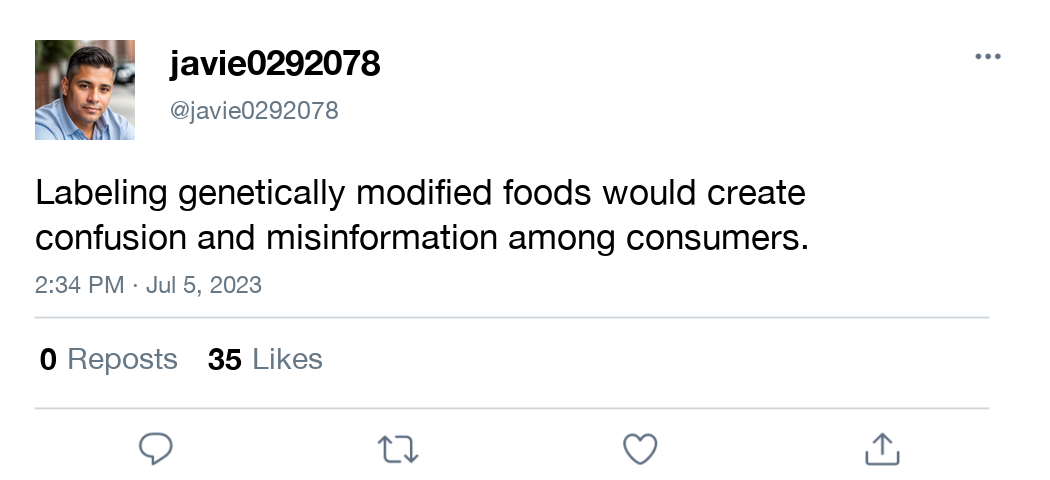 javie0292078
@javie0292078
Labeling genetically modified foods would create
confusion and misinformation among consumers.
2:34 PM · Jul 5, 2023
0 Reposts 35 Likes